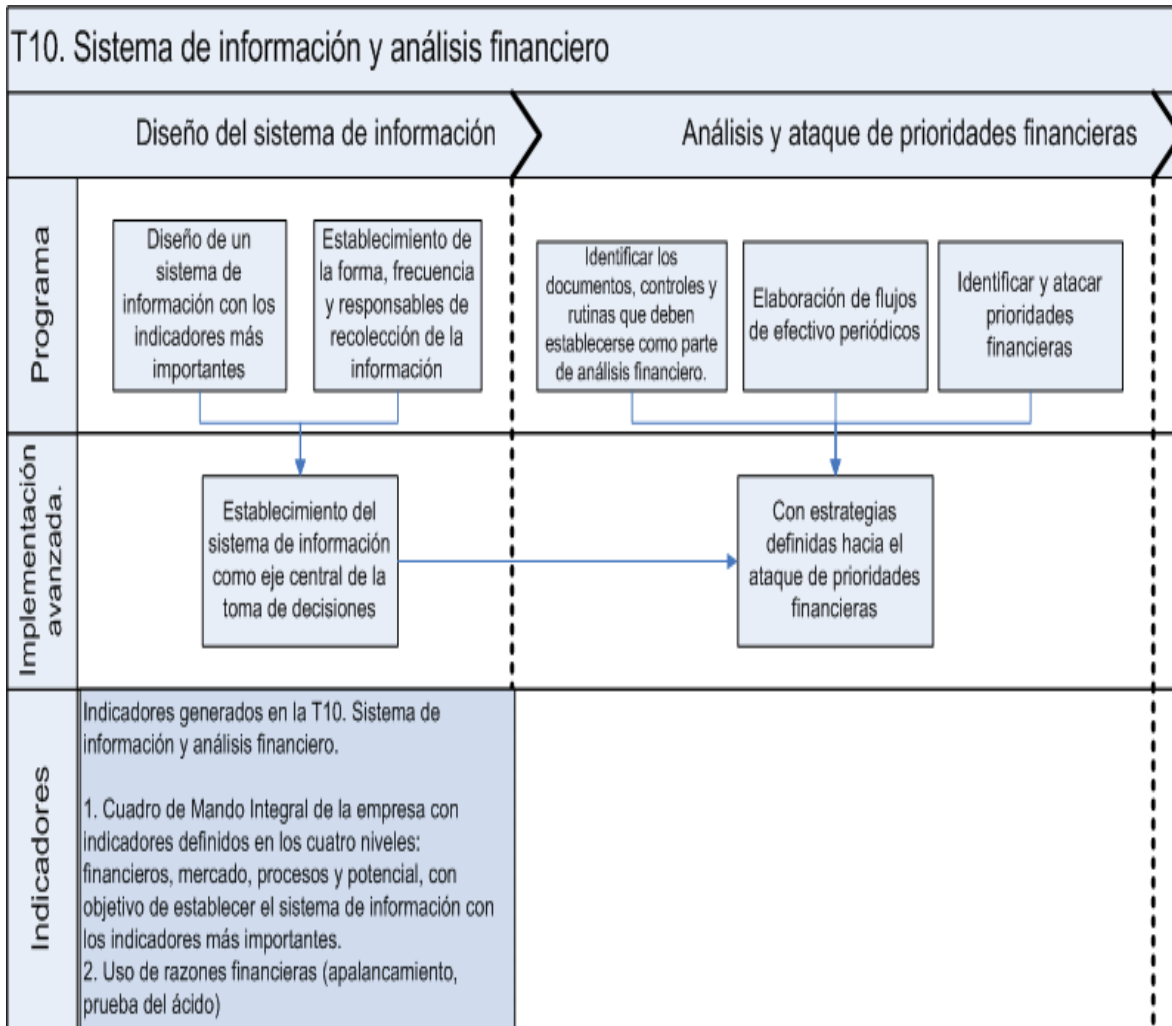 T10. Sistema de información y análisis financiero
Diseño del sistema de información
Análisis y ataque de prioridades financieras
Programa
Diseño de un
sistema de
información con los
indicadores más
importantes
Establecimiento de
la forma, frecuencia
y responsables de
recolección de la
información
Identificar los
documentos, controles y
rutinas que deben
establecerse como parte
de análisis financiero.
Elaboración de flujos
de efectivo periódicos
Identificar y atacar
prioridades
financieras
Implementación
avanzada.
Establecimiento del
sistema de información
como eje central de la
toma de decisiones
Con estrategias
definidas hacia el
ataque de prioridades
financieras
Indicadores
Indicadores generados en la T10. Sistema de
información y análisis financiero.
1. Cuadro de Mando Integral de la empresa con
indicadores definidos en los cuatro niveles:
financieros, mercado, procesos y potencial, con
objetivo de establecer el sistema de información con
los indicadores más importantes.
2. Uso de razones financieras (apalancamiento,
prueba del ácido)